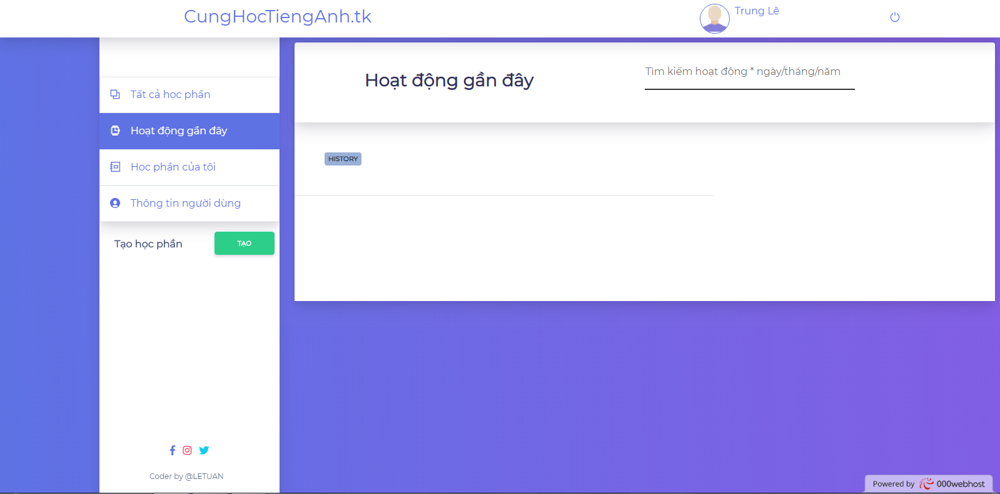 CungHocTiengAnh.tk
Trung Lê
Tất cả học phần
Hoạt động gần đây
Học phần của tôi
Thông tin người dùng
Tạo học phần
TẠO
Coder by @LETUAN
Hoạt động gần đây
Tìm kiếm hoạt động * ngày/tháng/năm
HISTORY
Powered by 000webhost